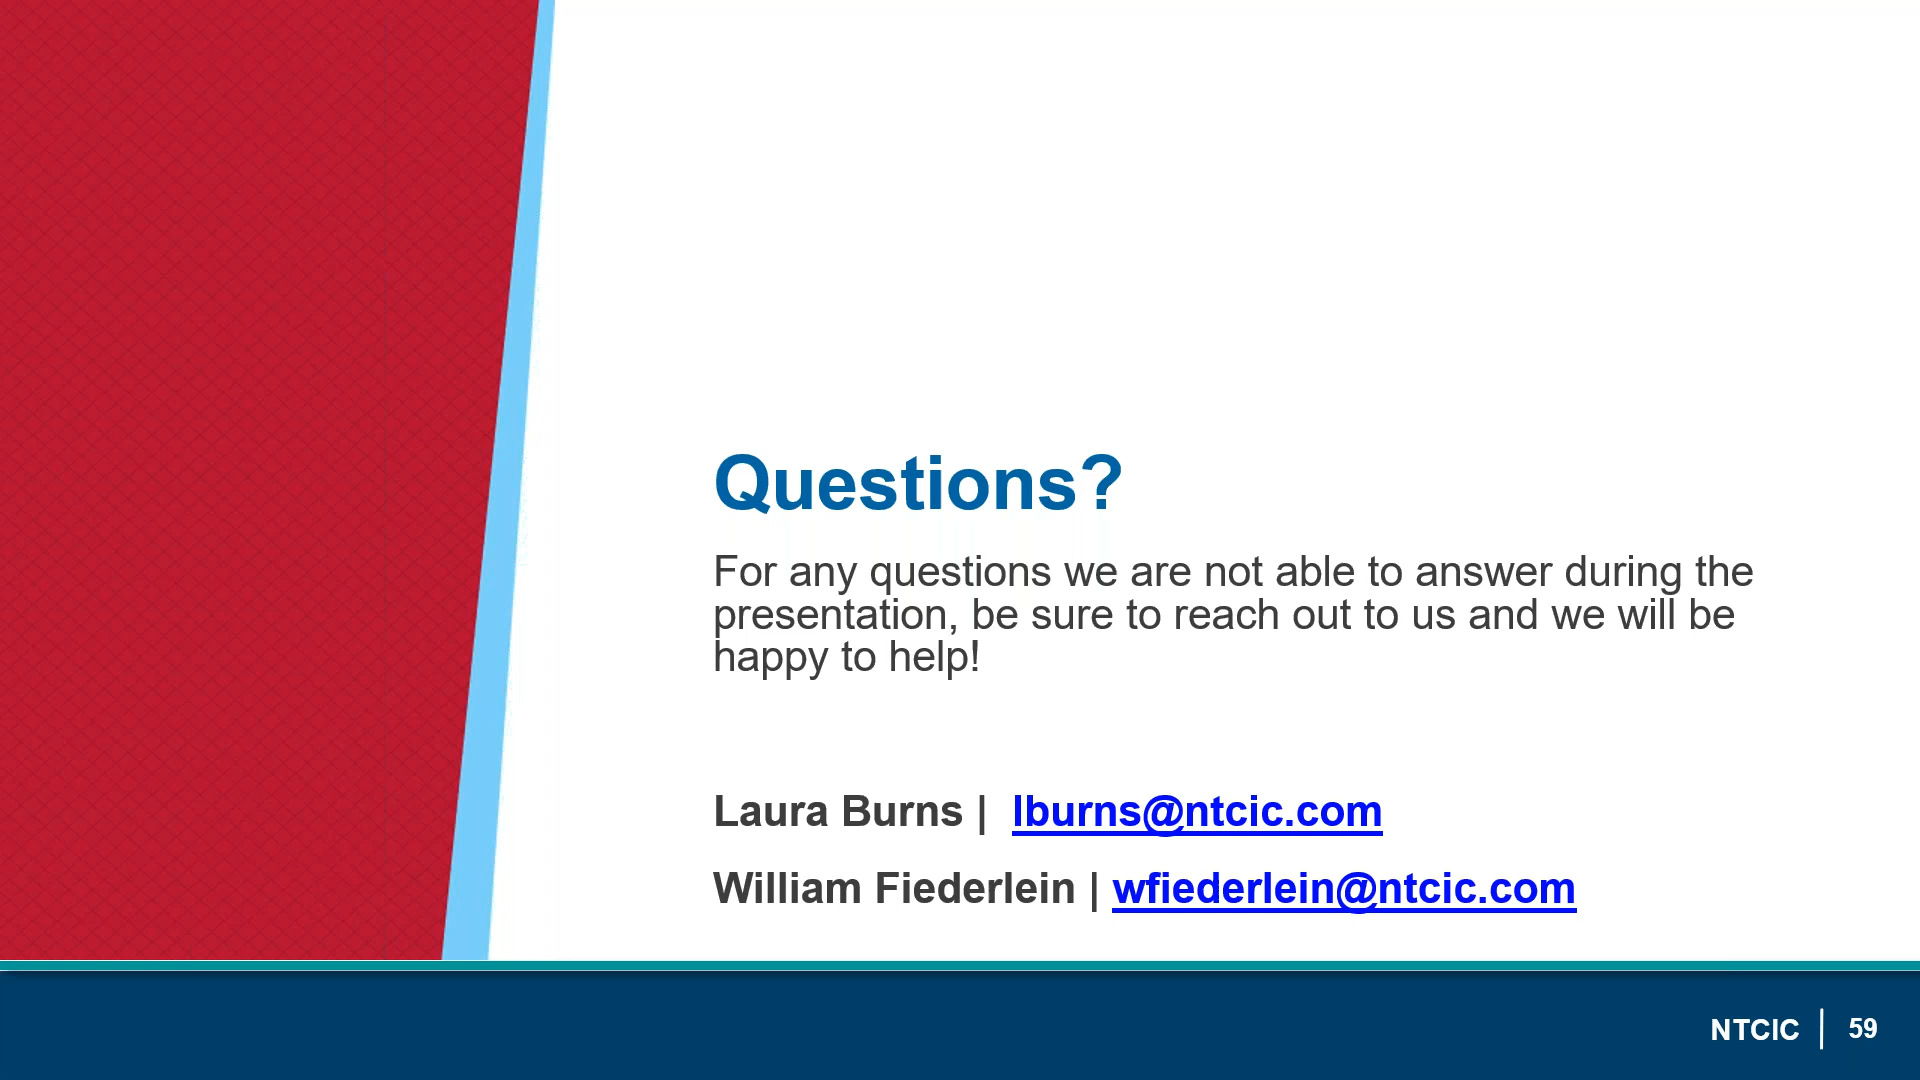 Questions?
For any questions we are not able to answer during the
presentation, be sure to reach out to us and we will be
happy to help!
Laura Burns | lburns@ntcic.com
William Fiederlein | wfiederlein@ntcic.com
NTCIC | 59